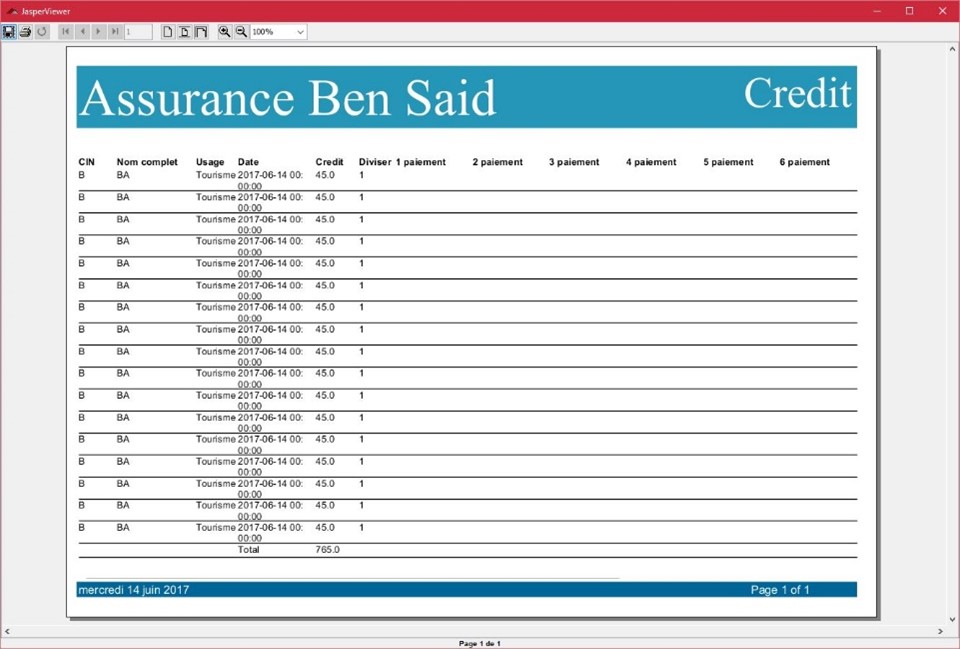 JasperViewer
1
100%
Assurance Ben Said Credit
CIN Nom complet Usage Date Credit Diviser 1 paiement 2 paiement 3 paiement 4 paiement 5 paiement 6 paiement
B BA Tourisme 2017-06-14 00: 45.0 1
00:00
B BA Tourisme 2017-06-14 00: 45.0 1
00:00
B BA Tourisme 2017-06-14 00: 45.0 1
00:00
B BA Tourisme 2017-06-14 00: 45.0 1
00:00
B BA Tourisme 2017-06-14 00: 45.0 1
00:00
B BA Tourisme 2017-06-14 00: 45.0 1
00:00
B BA Tourisme 2017-06-14 00: 45.0 1
00:00
B BA Tourisme 2017-06-14 00: 45.0 1
00:00
B BA Tourisme 2017-06-14 00: 45.0 1
00:00
B BA Tourisme 2017-06-14 00: 45.0 1
00:00
B BA Tourisme 2017-06-14 00: 45.0 1
00:00
B BA Tourisme 2017-06-14 00: 45.0 1
00:00
B BA Tourisme 2017-06-14 00: 45.0 1
00:00
B BA Tourisme 2017-06-14 00: 45.0 1
00:00
B BA Tourisme 2017-06-14 00: 45.0 1
00:00
B BA Tourisme 2017-06-14 00: 45.0 1
00:00
B BA Tourisme 2017-06-14 00: 45.0 1
00:00
Total 765.0
mercredi 14 juin 2017 Page 1 of 1
Page 1 de 1